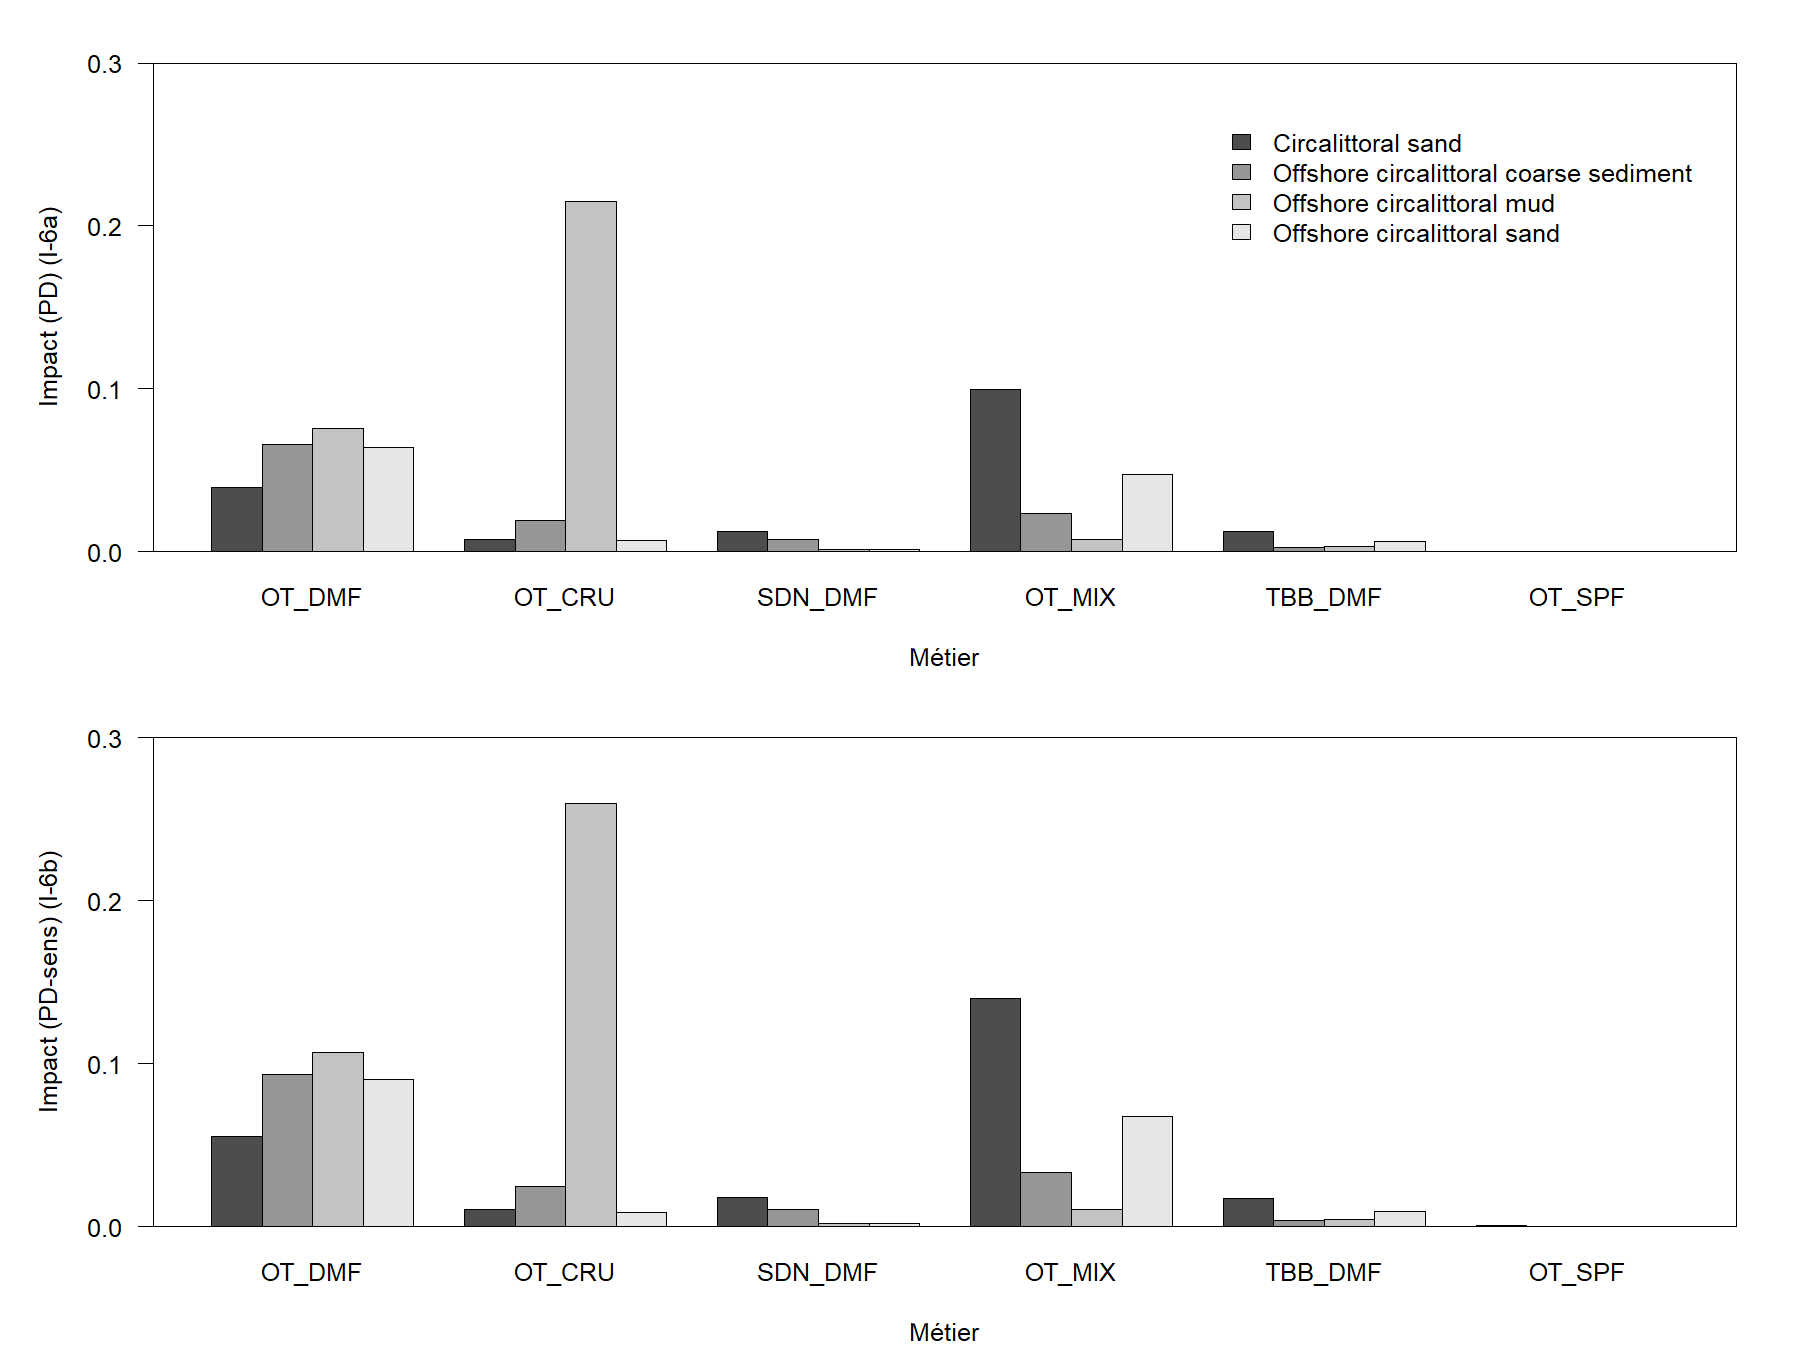 Impact (PD) (I-6a)
0.3
0.2
0.1
0.0
Circalittoral sand
Offshore circalittoral coarse sediment
Offshore circalittoral mud
Offshore circalittoral sand
OT_DMF OT_CRU SDN_DMF OT_MIX TBB_DMF OT_SPF
Métier
Impact (PD-sens) (I-6b)
0.3
0.2
0.1
0.0
OT_DMF OT_CRU SDN_DMF OT_MIX TBB_DMF OT_SPF
Métier